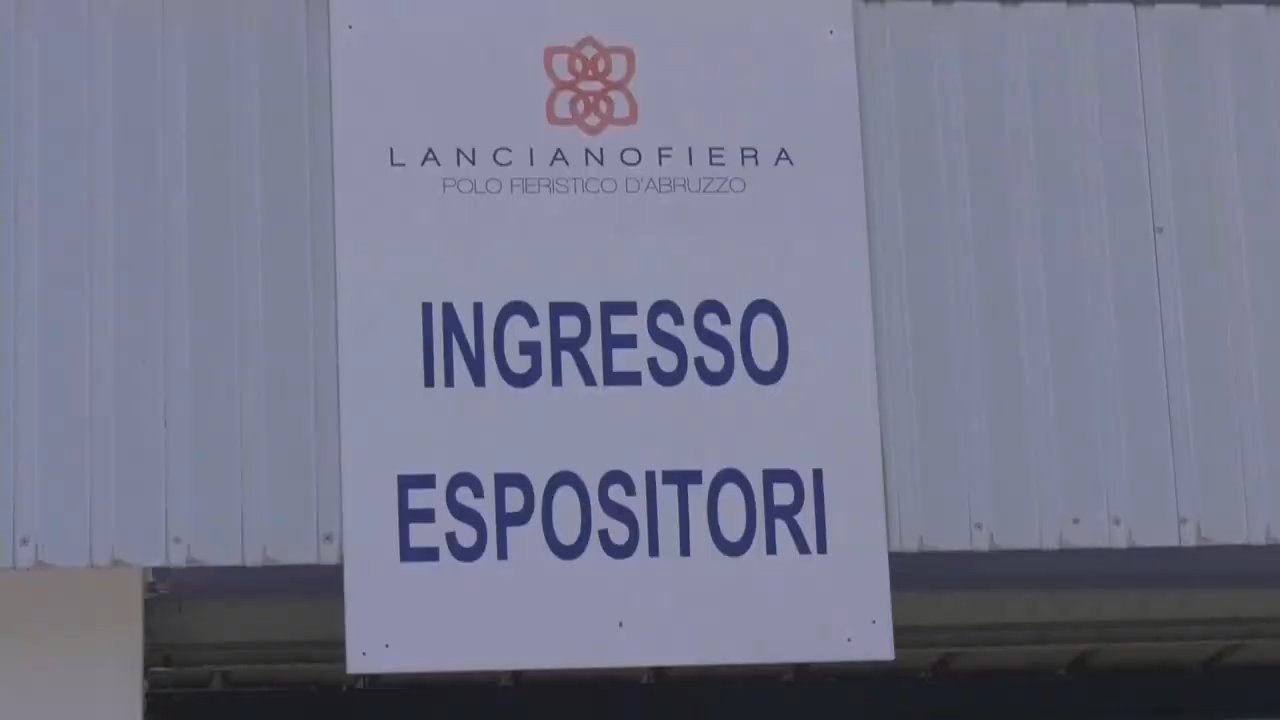 LANCIANOFIERA
POLO FIERISTICO D'ABRUZZO
INGRESSO
ESPOSITORI